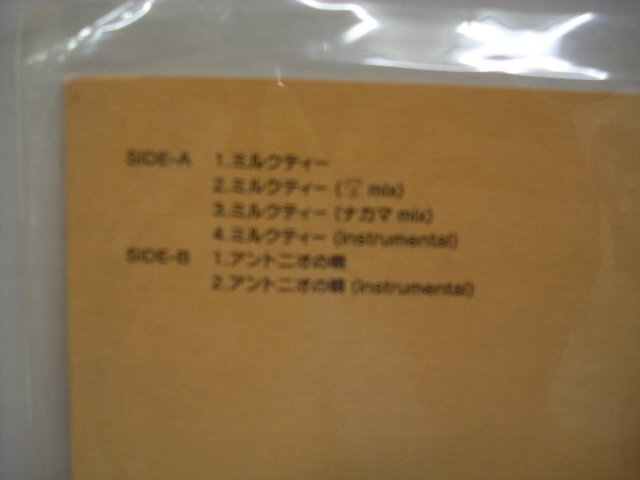 SIDE-A 1.ミルクティー
2.ミルクティー ( mix)
3.ミルクティー (ナカマ mix)
4.ミルクティー (instrumental)
SIDE-B 1.アントニオの唄
2.アントニオの唄 (instrumental)